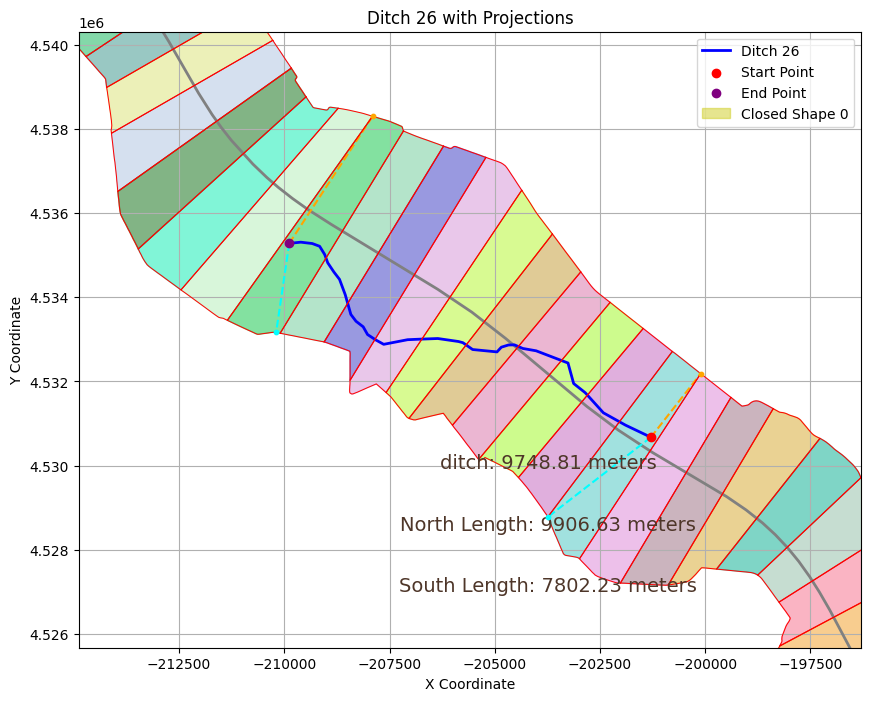 Ditch 26 with Projections
1e6
4.540
4.538
4.536
4.534
4.532
4.530
4.528
4.526
Y Coordinate
Ditch 26
Start Point
End Point
Closed Shape 0
ditch: 9748.81 meters
North Length: 9906.63 meters
South Length: 7802.23 meters
−212500
−210000
−207500
−205000
−202500
−200000
−197500
X Coordinate